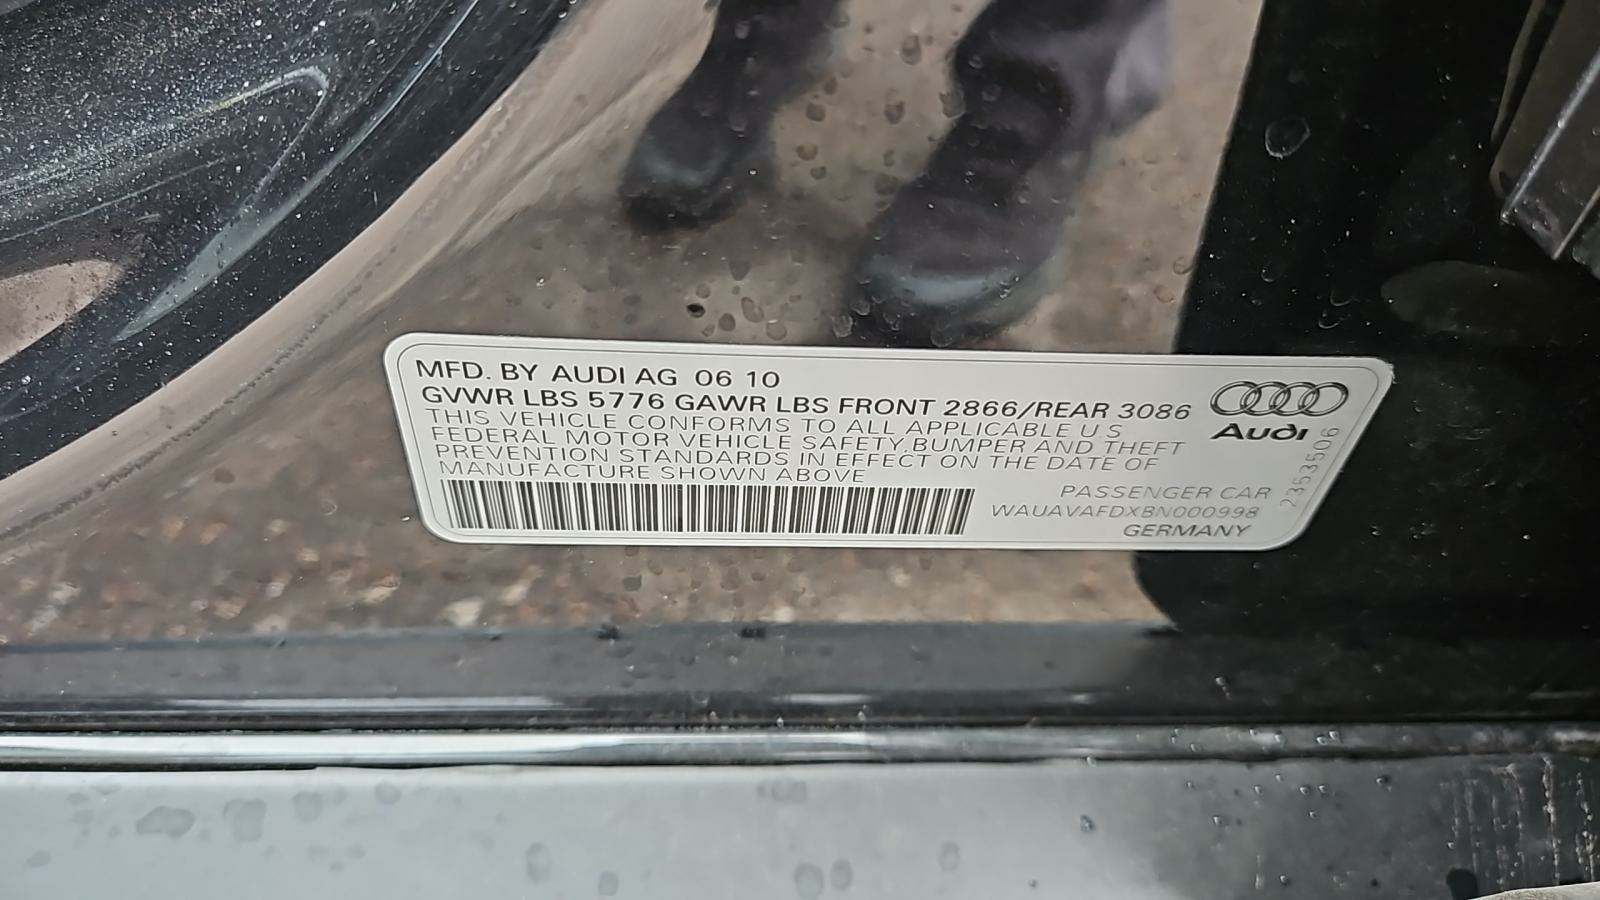 MFD. BY AUDI AG 06 10
GVWR LBS 5776 GAWR LBS FRONT 2866/REAR 3086
THIS VEHICLE CONFORMS TO ALL APPLICABLE U S
FEDERAL MOTOR VEHICLE SAFETY, BUMPER AND THEFT
PREVENTION STANDARDS IN EFFECT ON THE DATE OF
MANUFACTURE SHOWN ABOVE
Audi
PASSENGER CAR
WAUAVAFDXBN000998
GERMANY
2353506